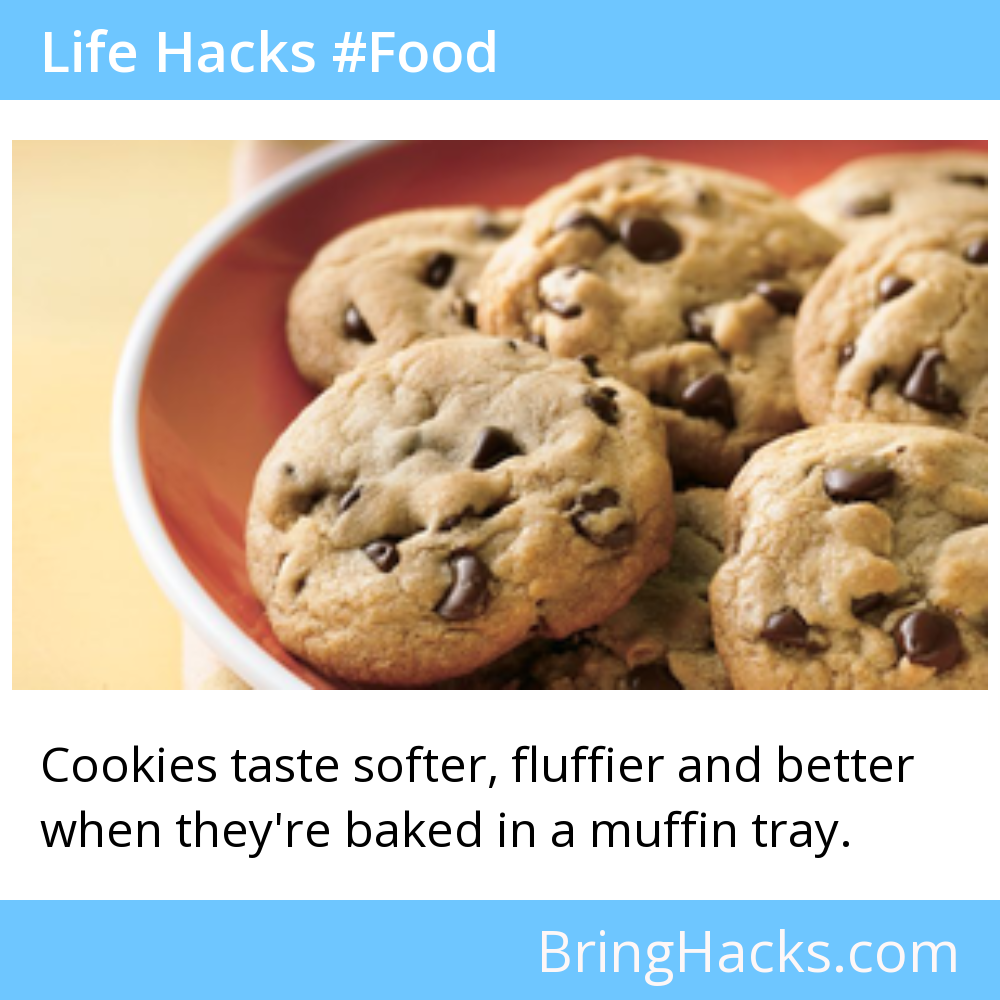 Life Hacks #Food
Cookies taste softer, fluffier and better
when they're baked in a muffin tray.
BringHacks.com